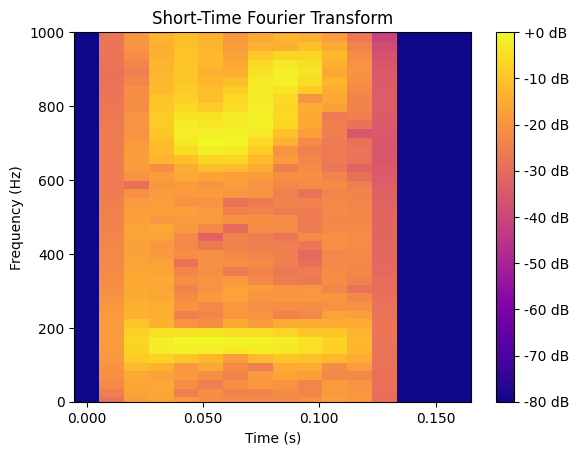 Short-Time Fourier Transform
1000
800
600
400
200
0
Frequency (Hz)
0.000
0.050
0.100
0.150
Time (s)
+0 dB
-10 dB
-20 dB
-30 dB
-40 dB
-50 dB
-60 dB
-70 dB
-80 dB